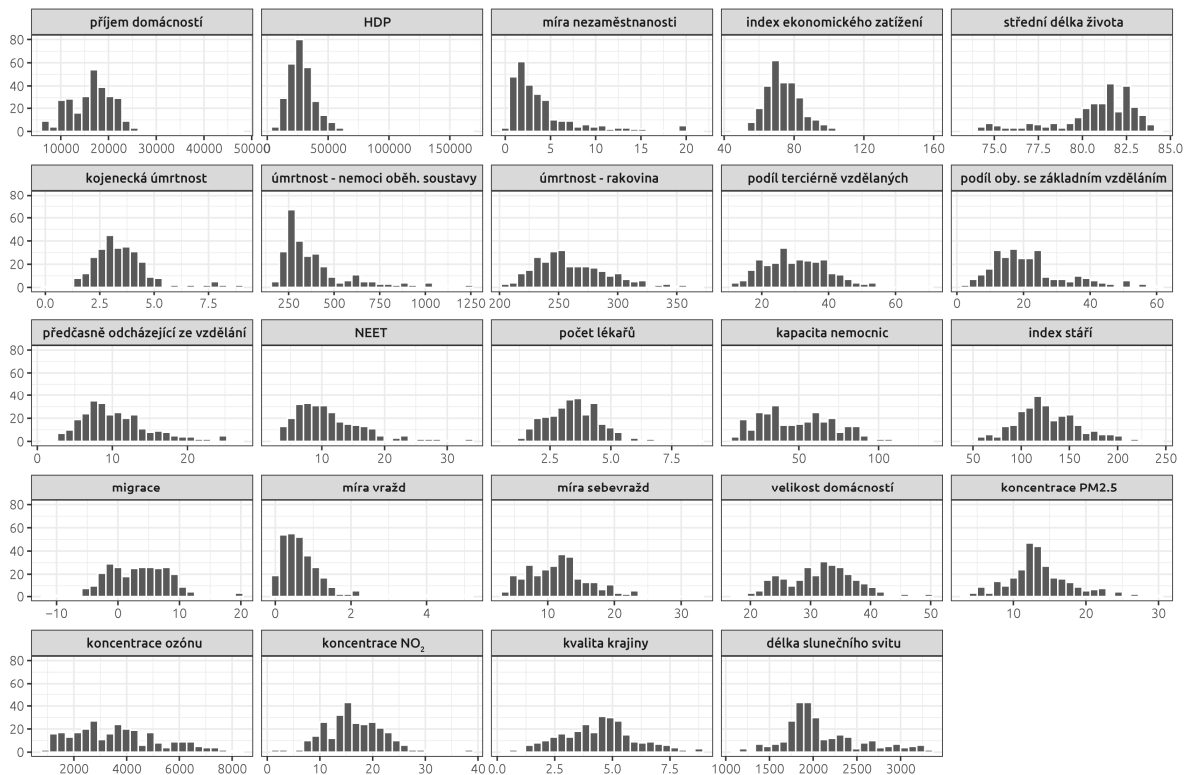 příjem domácností HDP míra nezaměstnanosti index ekonomického zatížení střední délka života
80
60
40
20
0
10000 20000 30000 40000 50000 0 50000 100000 150000 0 5 10 15 20 40 80 120 160 75.0 77.5 80.0 82.5 85.0
kojenecká úmrtnost úmrtnost - nemoci oběh. soustavy úmrtnost - rakovina podíl terciérně vzdělaných podíl oby. se základním vzděláním
80
60
40
20
0
0.0 2.5 5.0 7.5 250 500 750 1000 1250 200 250 300 350 20 40 60 0 20 40 60
předčasně odcházející ze vzdělání NEET počet lékařů kapacita nemocnic index stáří
80
60
40
20
0
0 10 20 10 20 30 2.5 5.0 7.5 50 100 50 100 150 200 250
migrace míra vražd míra sebevražd velikost domácností koncentrace PM2.5
80
60
40
20
0
−10 0 10 20 0 2 4 10 20 30 20 30 40 50 10 20 30
koncentrace ozónu koncentrace NO₂ kvalita krajiny délka slunečního svitu
80
60
40
20
0
2000 4000 6000 8000 0 10 20 30 40 0.0 2.5 5.0 7.5 1000 1500 2000 2500 3000